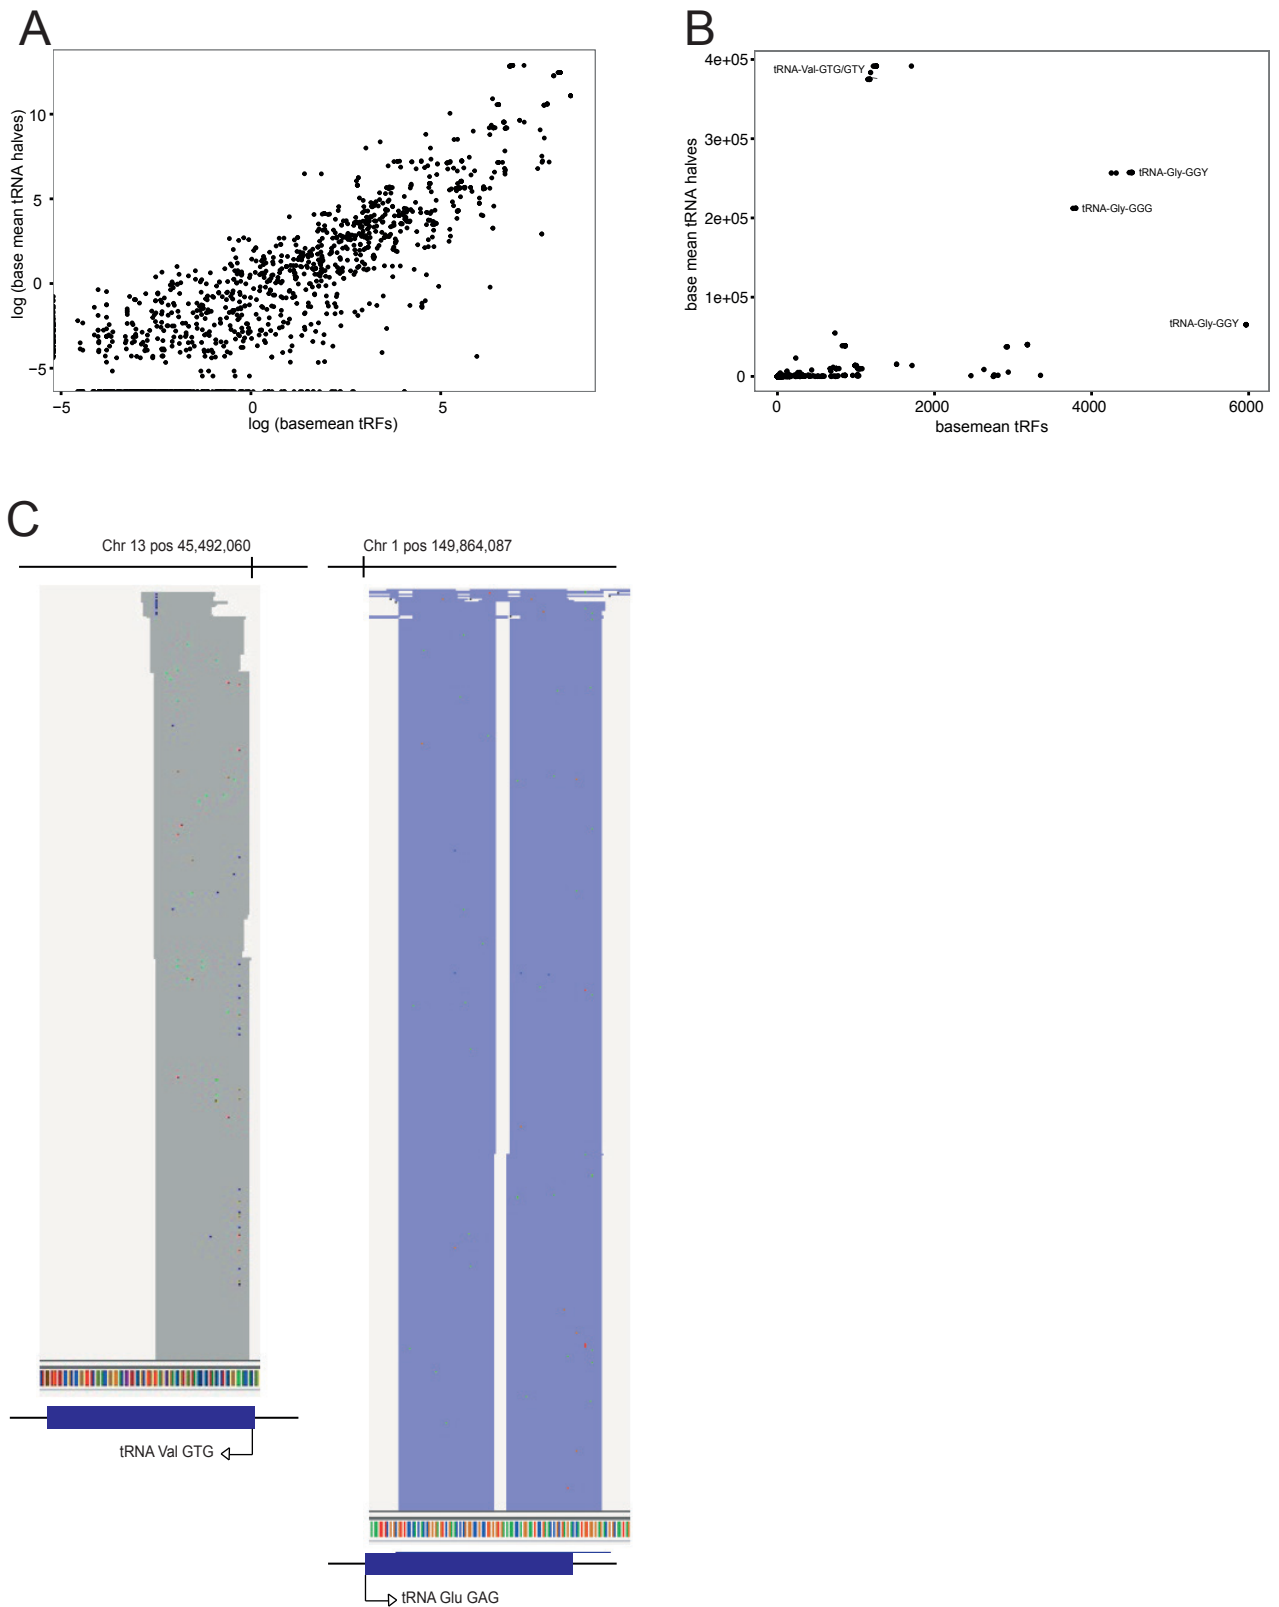 A
log (base mean tRNA halves)
10
5
0
−5
−5
0
5
log (basemean tRFs)
B
base mean tRNA halves
4e+05
3e+05
2e+05
1e+05
0
tRNA-Val-GTG/GTY
tRNA-Gly-GGY
tRNA-Gly-GGG
tRNA-Gly-GGY
0
2000
4000
6000
basemean tRFs
C
Chr 13 pos 45,492,060
Chr 1 pos 149,864,087
tRNA Val GTG
tRNA Glu GAG